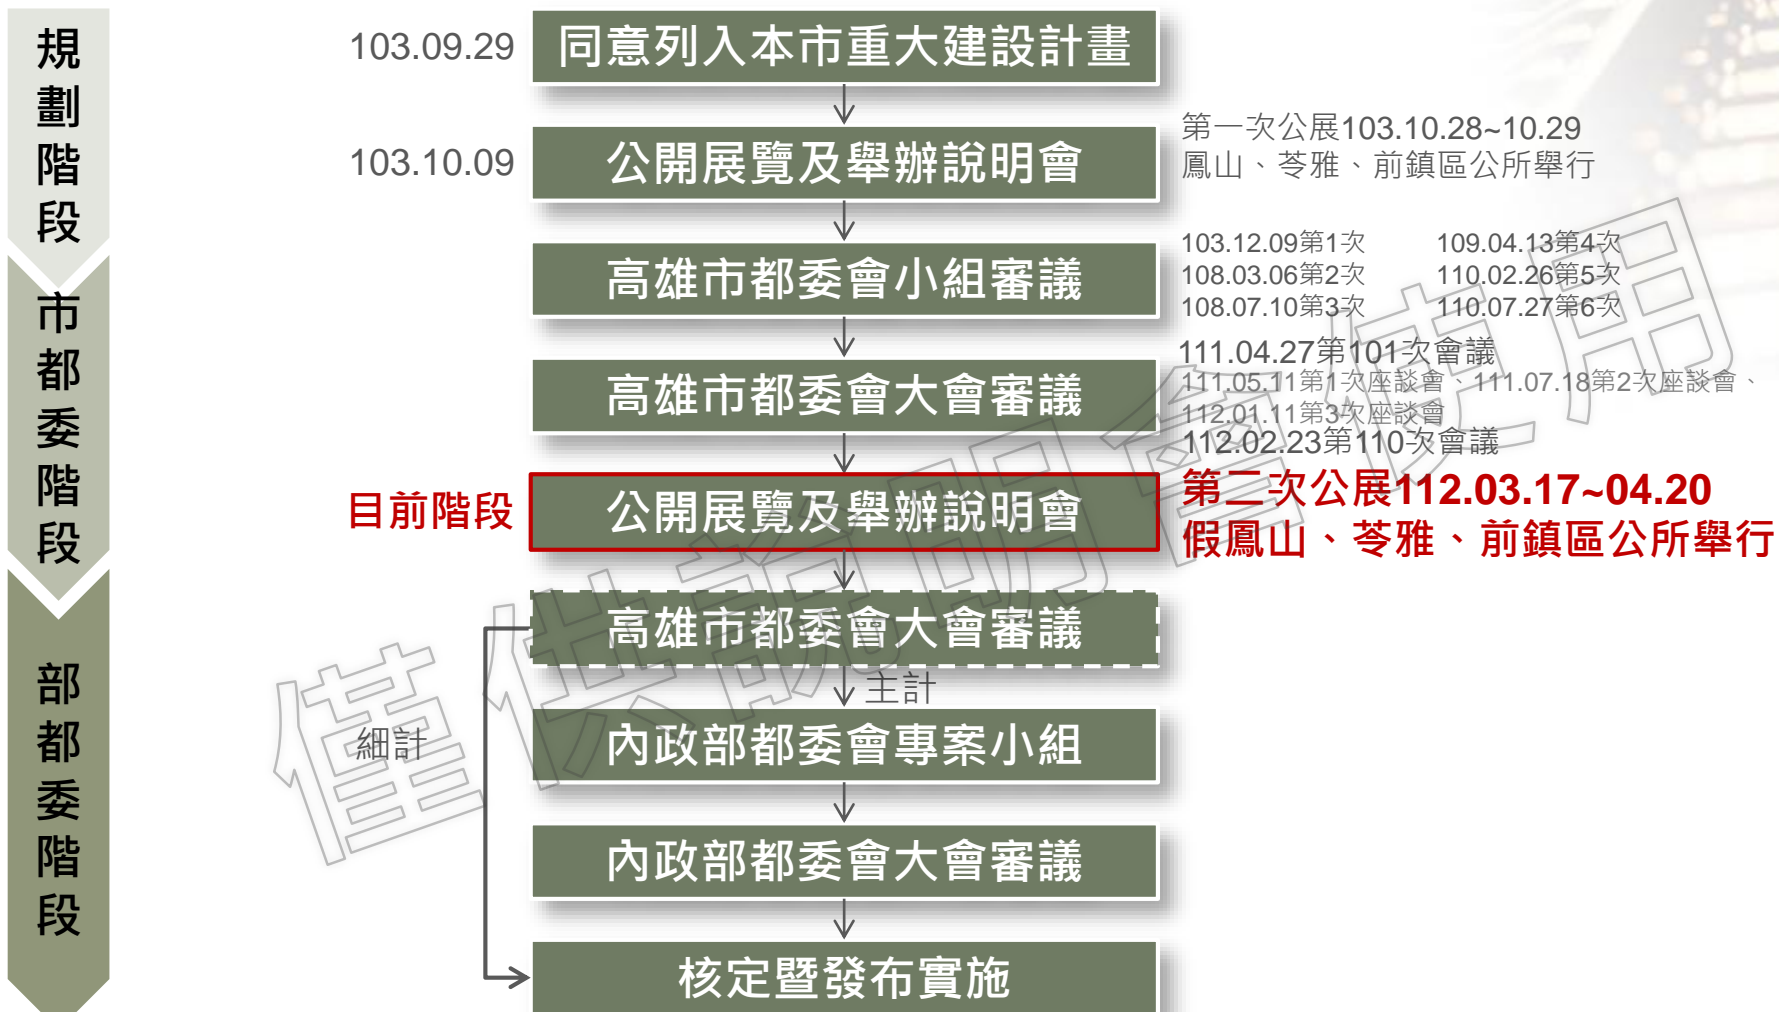 規劃階段
市都委階段
部都委階段
103.09.29
同意列入本市重大建設計畫
103.10.09
公開展覽及舉辦說明會
第一次公展103.10.28~10.29
鳳山、苓雅、前鎮區公所舉行
高雄市都委會小組審議
103.12.09第1次 109.04.13第4次
108.03.06第2次 110.02.26第5次
108.07.10第3次 110.07.27第6次
高雄市都委會大會審議
111.04.27第101次會議
111.05.11第1次座談會、111.07.18第2次座談會、
112.01.11第3次座談會
112.02.23第110次會議
目前階段
公開展覽及舉辦說明會
第二次公展112.03.17~04.20
假鳳山、苓雅、前鎮區公所舉行
高雄市都委會大會審議
主計
細計
內政部都委會專案小組
內政部都委會大會審議
核定暨發布實施
僅供說明會使用